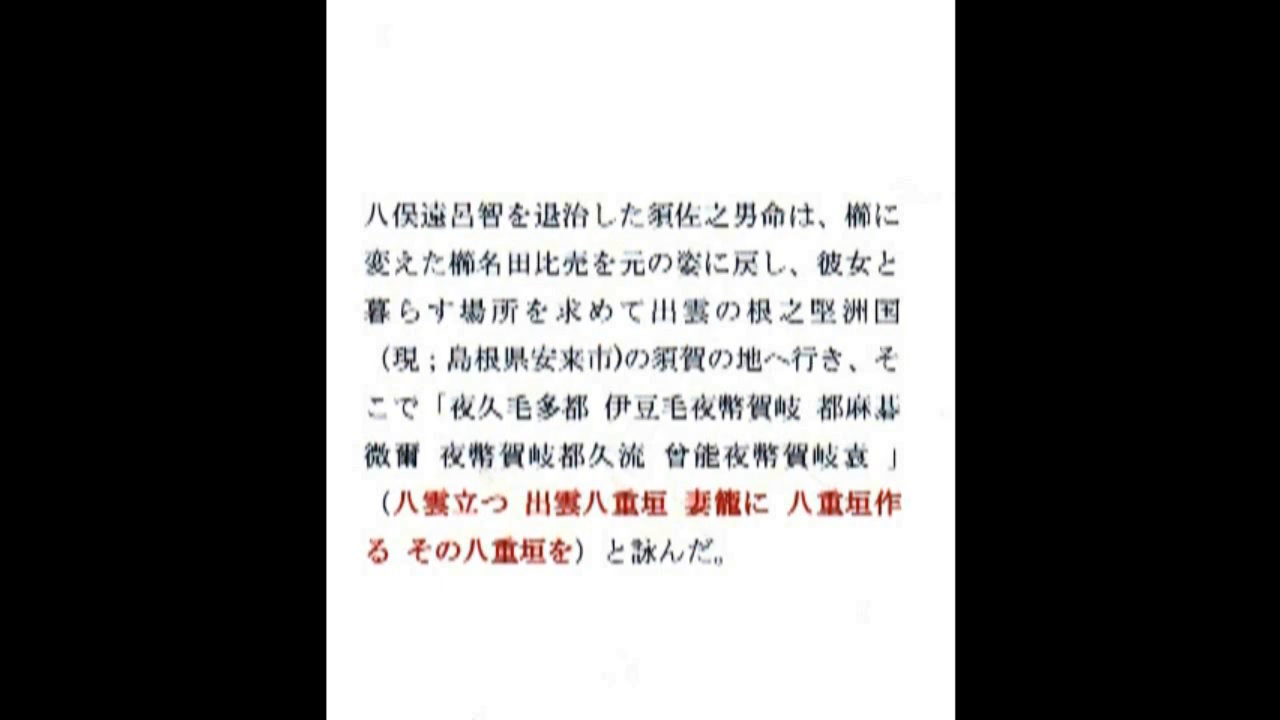 八俣遠呂智を退治した須佐之男命は、櫛に
変えた櫛名田比売を元の姿に戻し、彼女と
暮らす場所を求めて出雲の根之堅洲国
（現；島根県安来市)の須賀の地へ行き、そ
こで「夜久毛多都 伊豆毛夜幣賀岐 都麻碁
微爾 夜幣賀岐都久流 曾能夜幣賀岐袁 」
（八雲立つ 出雲八重垣 妻籠に 八重垣作
る その八重垣を）と詠んだ。